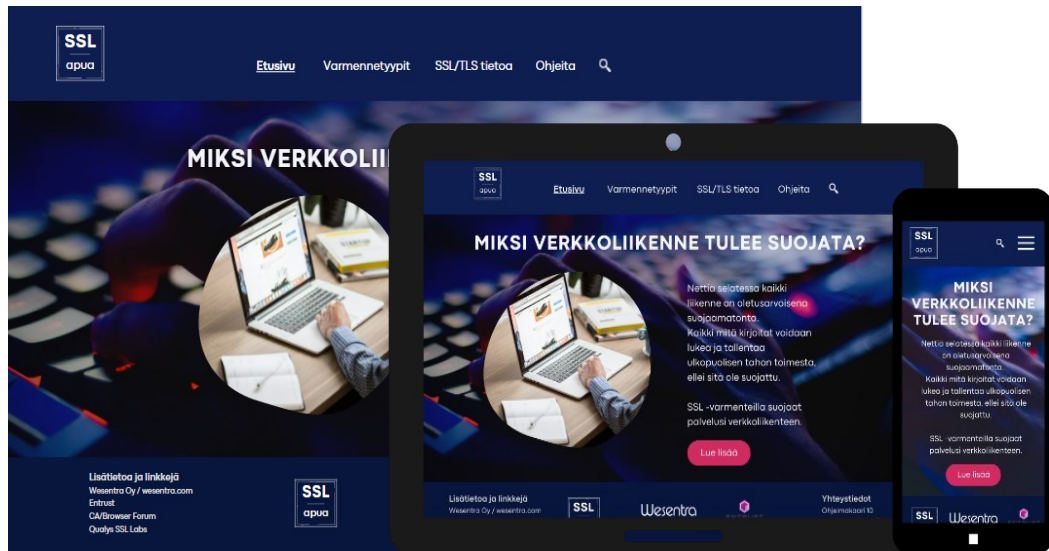 SSL
apua
Etusivu Varmennetyypit SSL/TLS tietoa Ohjeita
MIKSI VERKKOLII
Lisätietoa ja linkkejä
Wesentra Oy / wesentra.com
Entrust
CA/Browser Forum
Qualys SSL Labs
SSL
apua
SSL
apua
Etusivu Varmennetyypit SSL/TLS tietoa Ohjeita
MIKSI VERKKOLIIKENNE TULEE SUOJATA?
Nettiä selatessa kaikki
liikenne on oletusarvoisena
suojaamatonta.
Kaikki mitä kirjoitat voidaan
lukea ja tallentaa
ulkopuolisen tahon toimesta,
ellei sitä ole suojattu.
SSL -varmenteilla suojaat
palvelusi verkkoliikenteen.
Lue lisää
Lisätietoa ja linkkejä
Wesentra Oy / wesentra.com
SSL
Wesentra
Yhteystiedot
Ohjelmakaari 10
SSL
apua
MIKSI
VERKKOLIIKENNE
TULEE SUOJATA?
Nettiä selatessa kaikki liikenne
on oletusarvoisena
suojaamatonta.
Kaikki mitä kirjoitat voidaan
lukea ja tallentaa ulkopuolisen
tahon toimesta, ellei sitä ole
suojattu.
SSL -varmenteilla suojaat
palvelusi verkkoliikenteen.
Lue lisää
SSL
Wesentra